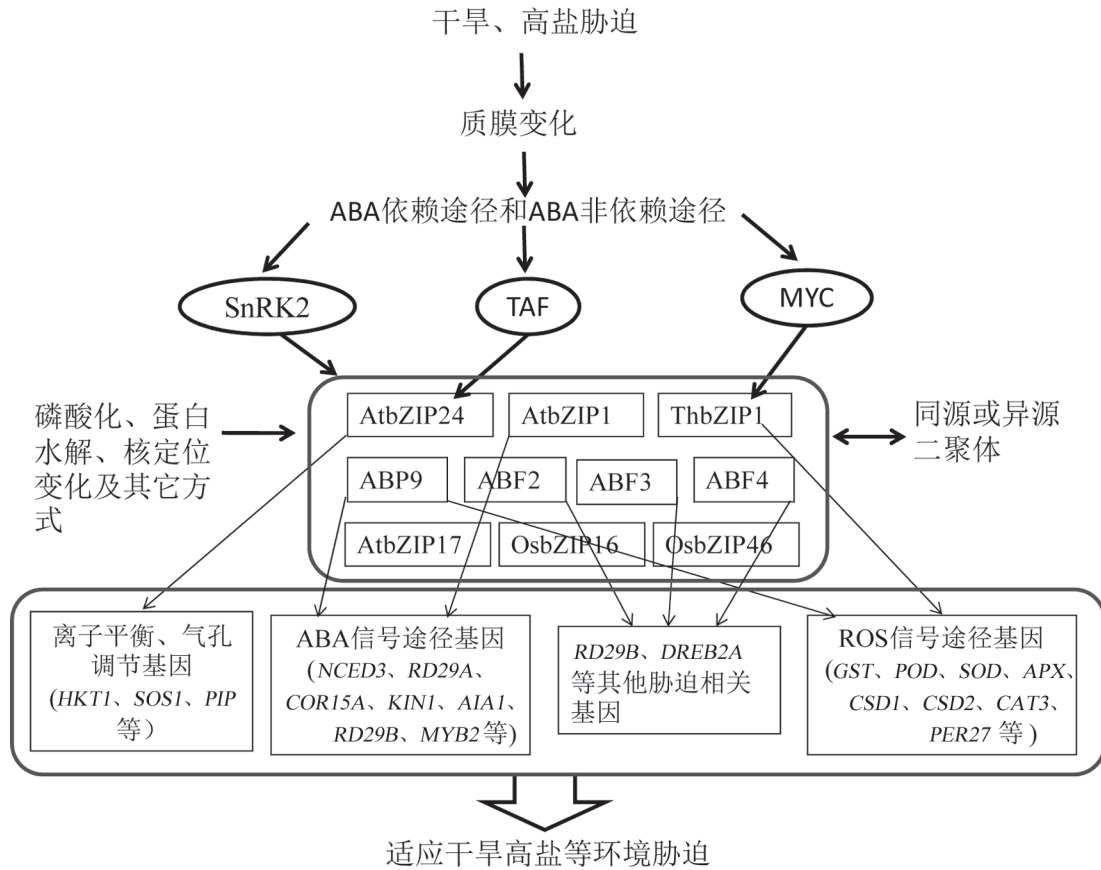 干旱、高盐胁迫
质膜变化
ABA依赖途径和ABA非依赖途径
SnRK2
TAF
MYC
磷酸化、蛋白
水解、核定位
变化及其它方
式
AtbZIP24
AtbZIP1
ThbZIP1
ABP9
ABF2
ABF3
ABF4
AtbZIP17
OsbZIP16
OsbZIP46
同源或异源
二聚体
离子平衡、气孔
调节基因
(HKT1、SOS1、PIP
等）
ABA信号途径基因
(NCED3、RD29A、
COR15A、KIN1、AIA1、
RD29B、MYB2等)
RD29B、DREB2A
等其他胁迫相关
基因
ROS信号途径基因
(GST、POD、SOD、APX、
CSD1、CSD2、CAT3、
PER27等)
适应干旱高盐等环境胁迫